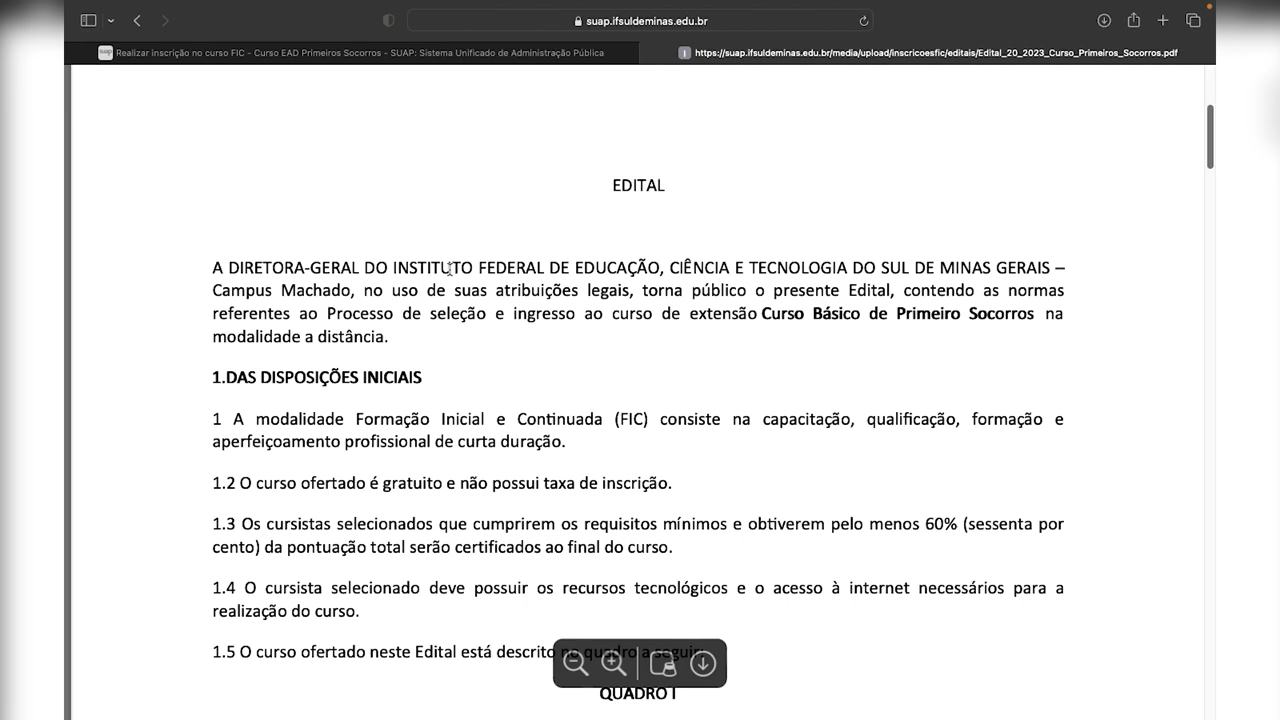 suap.ifsuldeminas.edu.br
suap Realizar inscrição no curso FIC - Curso EAD Primeiros Socorros - SUAP: Sistema Unificado de Administração Pública
I https://suap.ifsuldeminas.edu.br/media/upload/inscricoesfic/editais/Edital_20_2023_Curso_Primeiros_Socorros.pdf
EDITAL
A DIRETORA-GERAL DO INSTITUTO FEDERAL DE EDUCAÇÃO, CIÊNCIA E TECNOLOGIA DO SUL DE MINAS GERAIS –
Campus Machado, no uso de suas atribuições legais, torna público o presente Edital, contendo as normas
referentes ao Processo de seleção e ingresso ao curso de extensão Curso Básico de Primeiro Socorros na
modalidade a distância.
1.DAS DISPOSIÇÕES INICIAIS
1 A modalidade Formação Inicial e Continuada (FIC) consiste na capacitação, qualificação, formação e
aperfeiçoamento profissional de curta duração.
1.2 O curso ofertado é gratuito e não possui taxa de inscrição.
1.3 Os cursistas selecionados que cumprirem os requisitos mínimos e obtiverem pelo menos 60% (sessenta por
cento) da pontuação total serão certificados ao final do curso.
1.4 O cursista selecionado deve possuir os recursos tecnológicos e o acesso à internet necessários para a
realização do curso.
1.5 O curso ofertado neste Edital está descrito no quadro a seguir:
QUADRO I